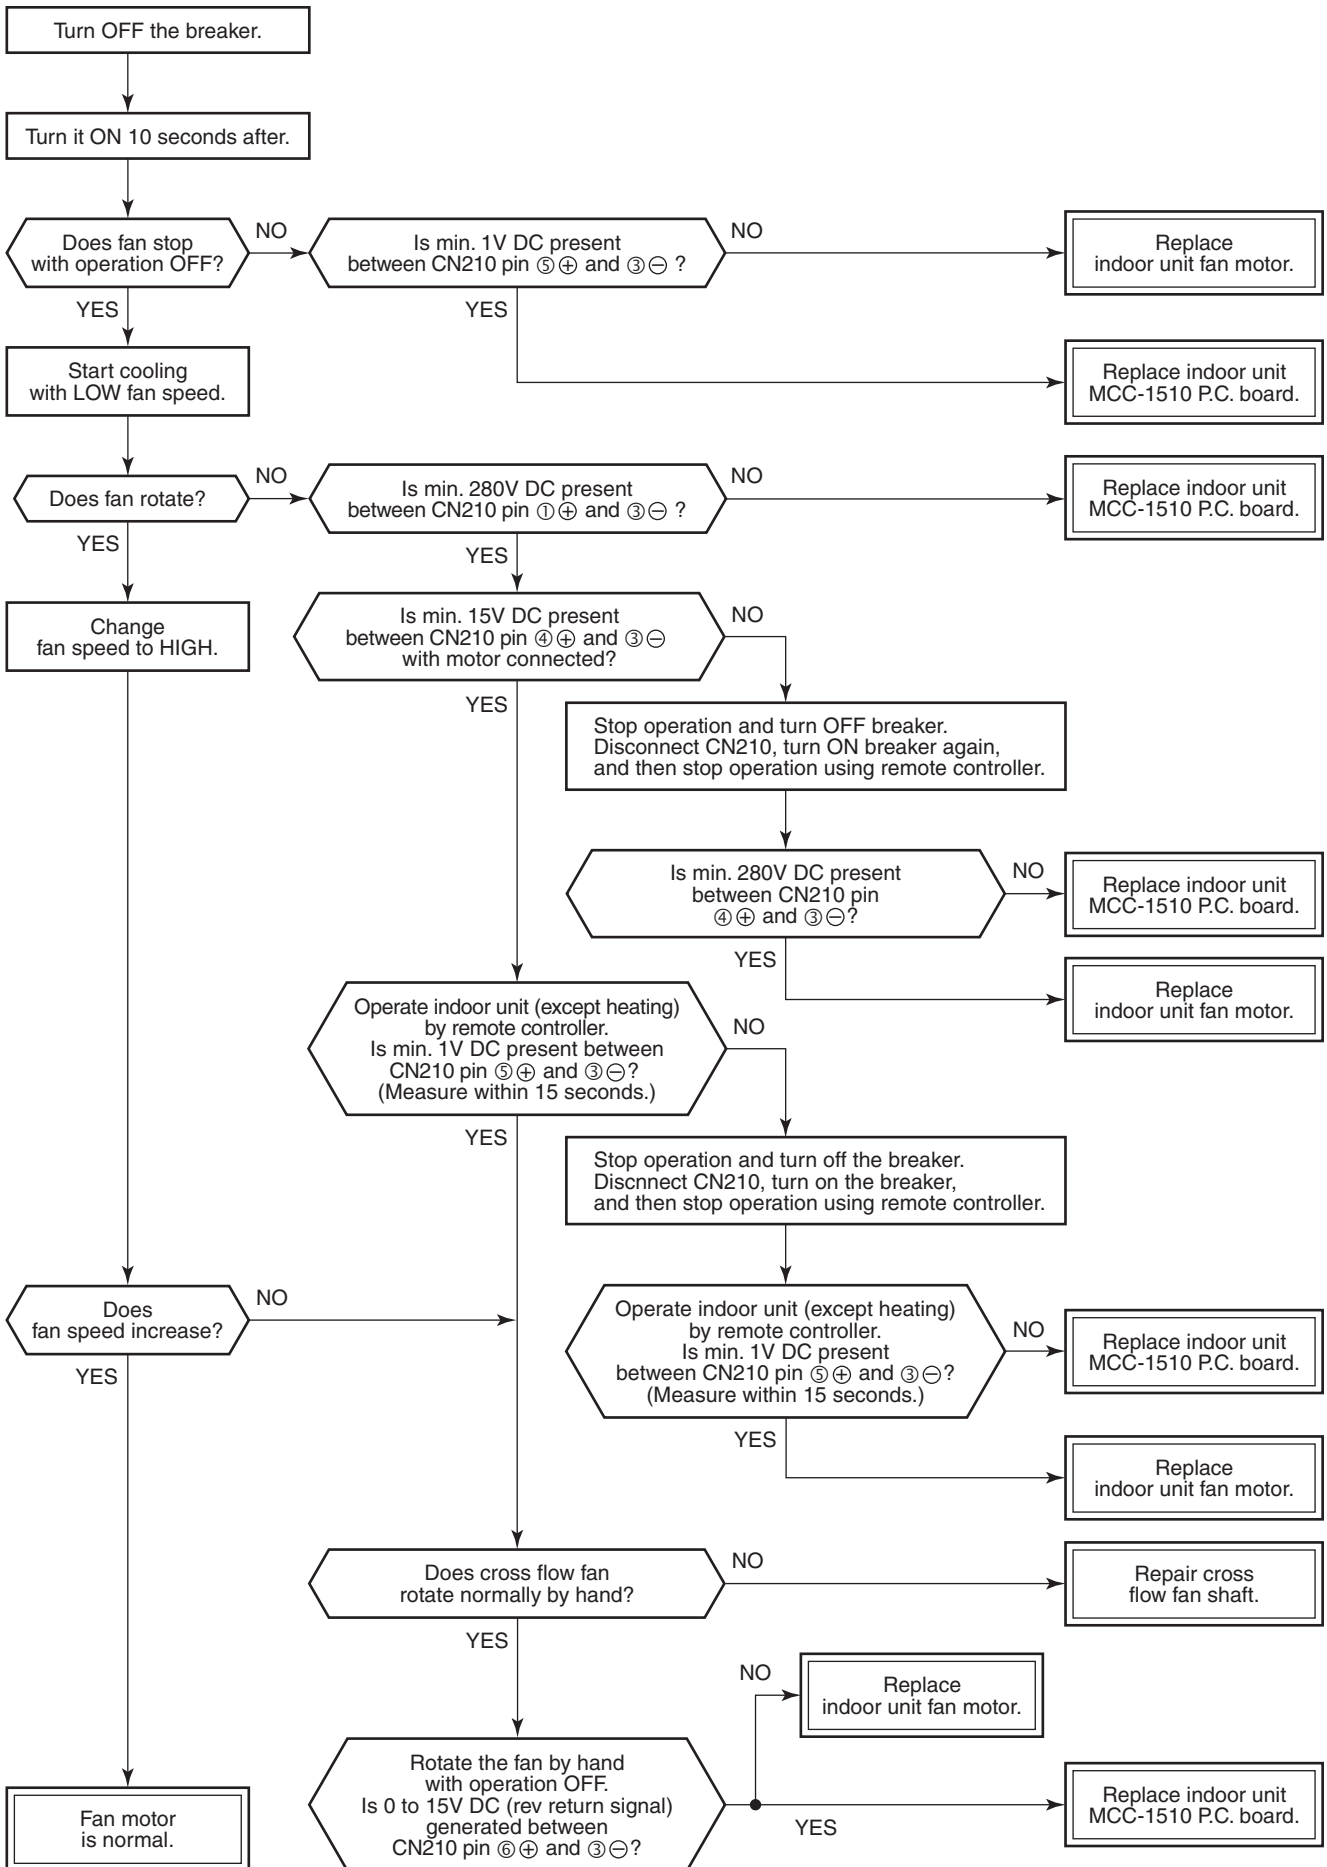 Turn OFF the breaker.
Turn it ON 10 seconds after.
Does fan stop
with operation OFF?
NO
Is min. 1V DC present
between CN210 pin ⑤⊕ and ③⊖ ?
NO
Replace
indoor unit fan motor.
YES
YES
Start cooling
with LOW fan speed.
Replace indoor unit
MCC-1510 P.C. board.
Does fan rotate?
NO
Is min. 280V DC present
between CN210 pin ①⊕ and ③⊖ ?
NO
Replace indoor unit
MCC-1510 P.C. board.
YES
YES
Change
fan speed to HIGH.
Is min. 15V DC present
between CN210 pin ④⊕ and ③⊖
with motor connected?
NO
YES
Stop operation and turn OFF breaker.
Disconnect CN210, turn ON breaker again,
and then stop operation using remote controller.
Is min. 280V DC present
between CN210 pin
④⊕ and ③⊖?
NO
Replace indoor unit
MCC-1510 P.C. board.
YES
Replace
indoor unit fan motor.
Operate indoor unit (except heating)
by remote controller.
Is min. 1V DC present between
CN210 pin ⑤⊕ and ③⊖?
(Measure within 15 seconds.)
NO
YES
Stop operation and turn off the breaker.
Discnnect CN210, turn on the breaker,
and then stop operation using remote controller.
Does
fan speed increase?
NO
YES
Operate indoor unit (except heating)
by remote controller.
Is min. 1V DC present
between CN210 pin ⑤⊕ and ③⊖?
(Measure within 15 seconds.)
NO
Replace indoor unit
MCC-1510 P.C. board.
YES
Replace
indoor unit fan motor.
Does cross flow fan
rotate normally by hand?
NO
Repair cross
flow fan shaft.
YES
NO
Replace
indoor unit fan motor.
Rotate the fan by hand
with operation OFF.
Is 0 to 15V DC (rev return signal)
generated between
CN210 pin ⑥⊕ and ③⊖?
YES
Replace indoor unit
MCC-1510 P.C. board.
Fan motor
is normal.